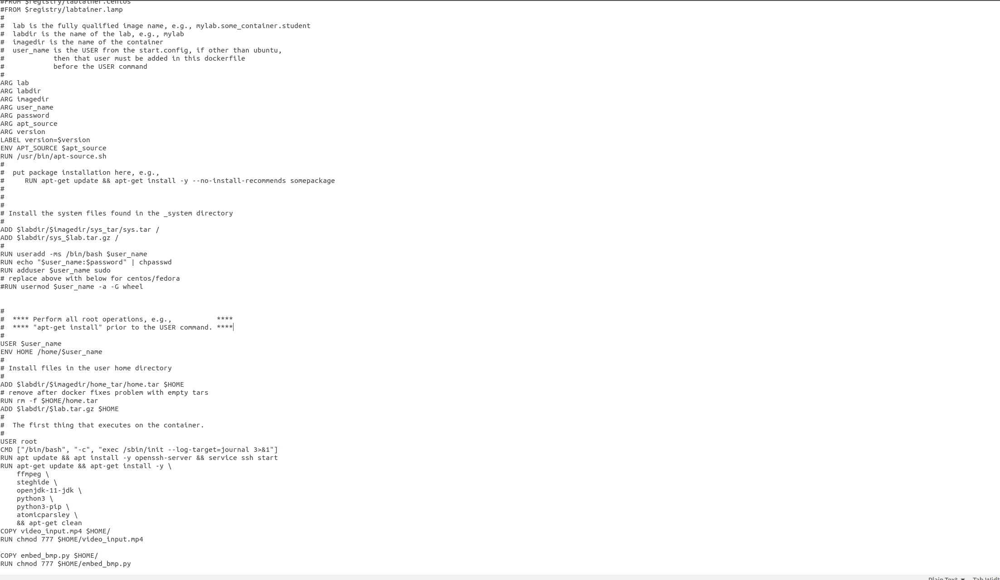 #FROM $registry/labtainer.centos
#FROM $registry/labtainer.lamp
#
#  lab is the fully qualified image name, e.g., mylab.some_container.student
#  labdir is the name of the lab, e.g., mylab
#  imagedir is the name of the container
#  user_name is the USER from the start.config, if other than ubuntu,
#            then that user must be added in this dockerfile
#            before the USER command
#
ARG lab
ARG labdir
ARG imagedir
ARG user_name
ARG password
ARG apt_source
ARG version
LABEL version=$version
ENV APT_SOURCE $apt_source
RUN /usr/bin/apt-source.sh
#
#  put package installation here, e.g.,
#     RUN apt-get update && apt-get install -y --no-install-recommends somepackage
#
#
#
# Install the system files found in the _system directory
#
ADD $labdir/$imagedir/sys_tar/sys.tar /
ADD $labdir/sys_$lab.tar.gz /
#
RUN useradd -ms /bin/bash $user_name
RUN echo "$user_name:$password" | chpasswd
RUN adduser $user_name sudo
# replace above with below for centos/fedora
#RUN usermod $user_name -a -G wheel


#
#  **** Perform all root operations, e.g.,           ****
#  **** "apt-get install" prior to the USER command. ****
#
USER $user_name
ENV HOME /home/$user_name
#
# Install files in the user home directory
#
ADD $labdir/$imagedir/home_tar/home.tar $HOME
# remove after docker fixes problem with empty tars
RUN rm -f $HOME/home.tar
ADD $labdir/$lab.tar.gz $HOME
#
#  The first thing that executes on the container.
#
USER root
CMD ["/bin/bash", "-c", "exec /sbin/init --log-target=journal 3>&1"]
RUN apt update && apt install -y openssh-server && service ssh start
RUN apt-get update && apt-get install -y \
    ffmpeg \
    steghide \
    openjdk-11-jdk \
    python3 \
    python3-pip \
    atomicparsley \
    && apt-get clean
COPY video_input.mp4 $HOME/
RUN chmod 777 $HOME/video_input.mp4

COPY embed_bmp.py $HOME/
RUN chmod 777 $HOME/embed_bmp.py
Plain Text ▼ Tab Widt